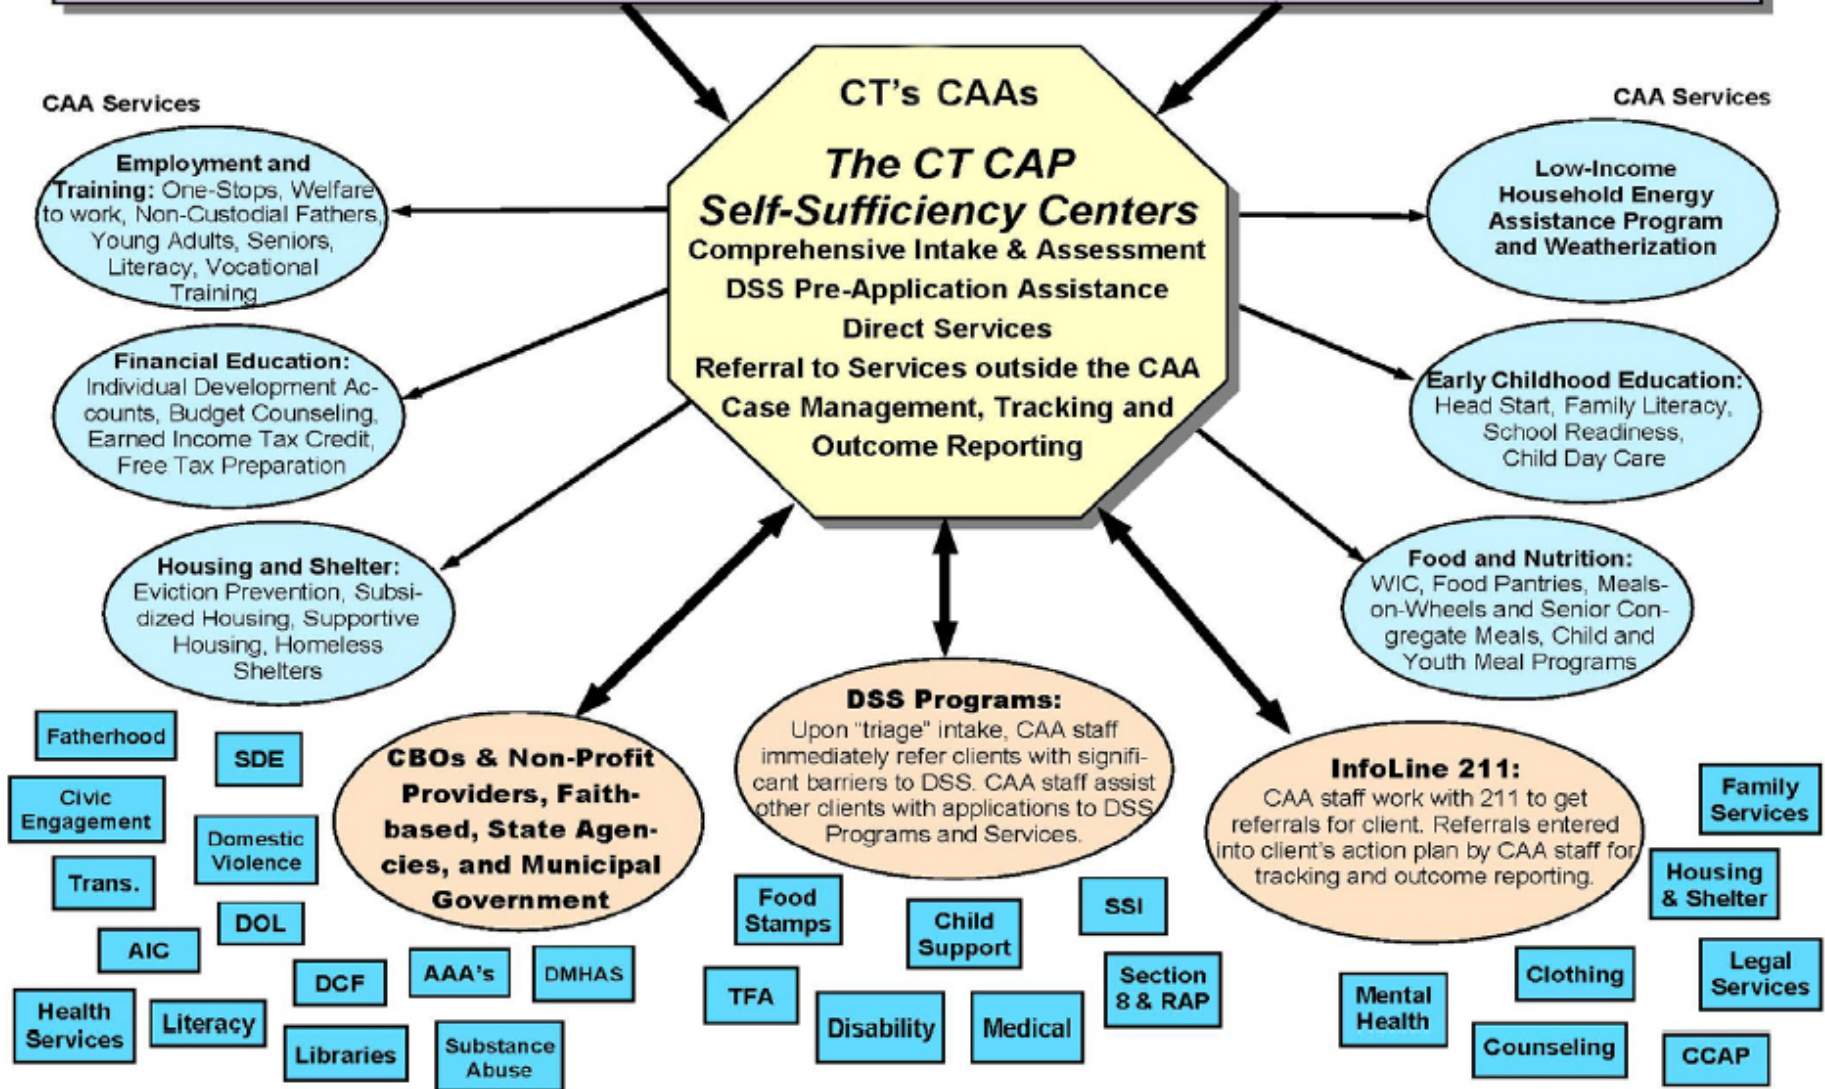 CT's CAAs
The CT CAP
Self-Sufficiency Centers
Comprehensive Intake & Assessment
DSS Pre-Application Assistance
Direct Services
Referral to Services outside the CAA
Case Management, Tracking and
Outcome Reporting
CAA Services
Employment and
Training: One-Stops, Welfare
to work, Non-Custodial Fathers,
Young Adults, Seniors,
Literacy, Vocational
Training
Financial Education:
Individual Development Ac-
counts, Budget Counseling,
Earned Income Tax Credit,
Free Tax Preparation
Housing and Shelter:
Eviction Prevention, Subsi-
dized Housing, Supportive
Housing, Homeless
Shelters
CAA Services
Low-Income
Household Energy
Assistance Program
and Weatherization
Early Childhood Education:
Head Start, Family Literacy,
School Readiness,
Child Day Care
Food and Nutrition:
WIC, Food Pantries, Meals-
on-Wheels and Senior Con-
gregate Meals, Child and
Youth Meal Programs
CBOs & Non-Profit
Providers, Faith-
based, State Agen-
cies, and Municipal
Government
Fatherhood
SDE
Civic
Engagement
Domestic
Violence
Trans.
DOL
AIC
DCF
AAA's
DMHAS
Health
Services
Literacy
Libraries
Substance
Abuse
DSS Programs:
Upon "triage" intake, CAA staff
immediately refer clients with signifi-
cant barriers to DSS. CAA staff assist
other clients with applications to DSS
Programs and Services.
Food
Stamps
Child
Support
SSI
TFA
Disability
Medical
Section
8 & RAP
InfoLine 211:
CAA staff work with 211 to get
referrals for client. Referrals entered
into client's action plan by CAA staff for
tracking and outcome reporting.
Family
Services
Housing
& Shelter
Legal
Services
Clothing
Mental
Health
Counseling
CCAP